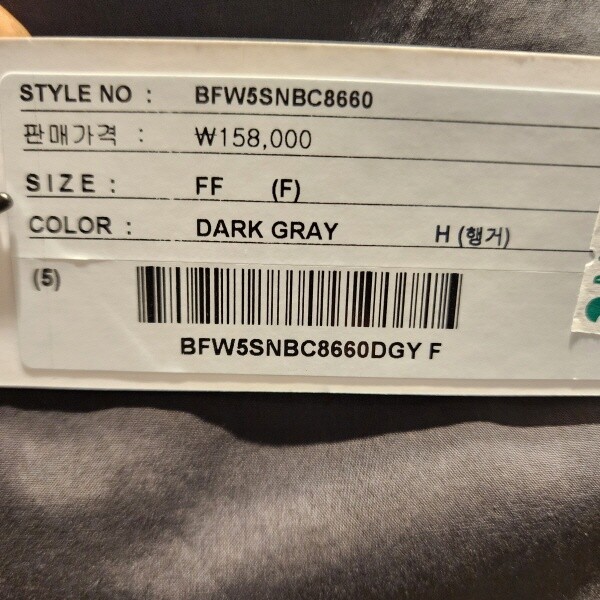 STYLE NO : BFW5SNBC8660
판매가격 : ₩158,000
SIZE : FF (F)
COLOR : DARK GRAY H (행거)
(5)
BFW5SNBC8660DGY F